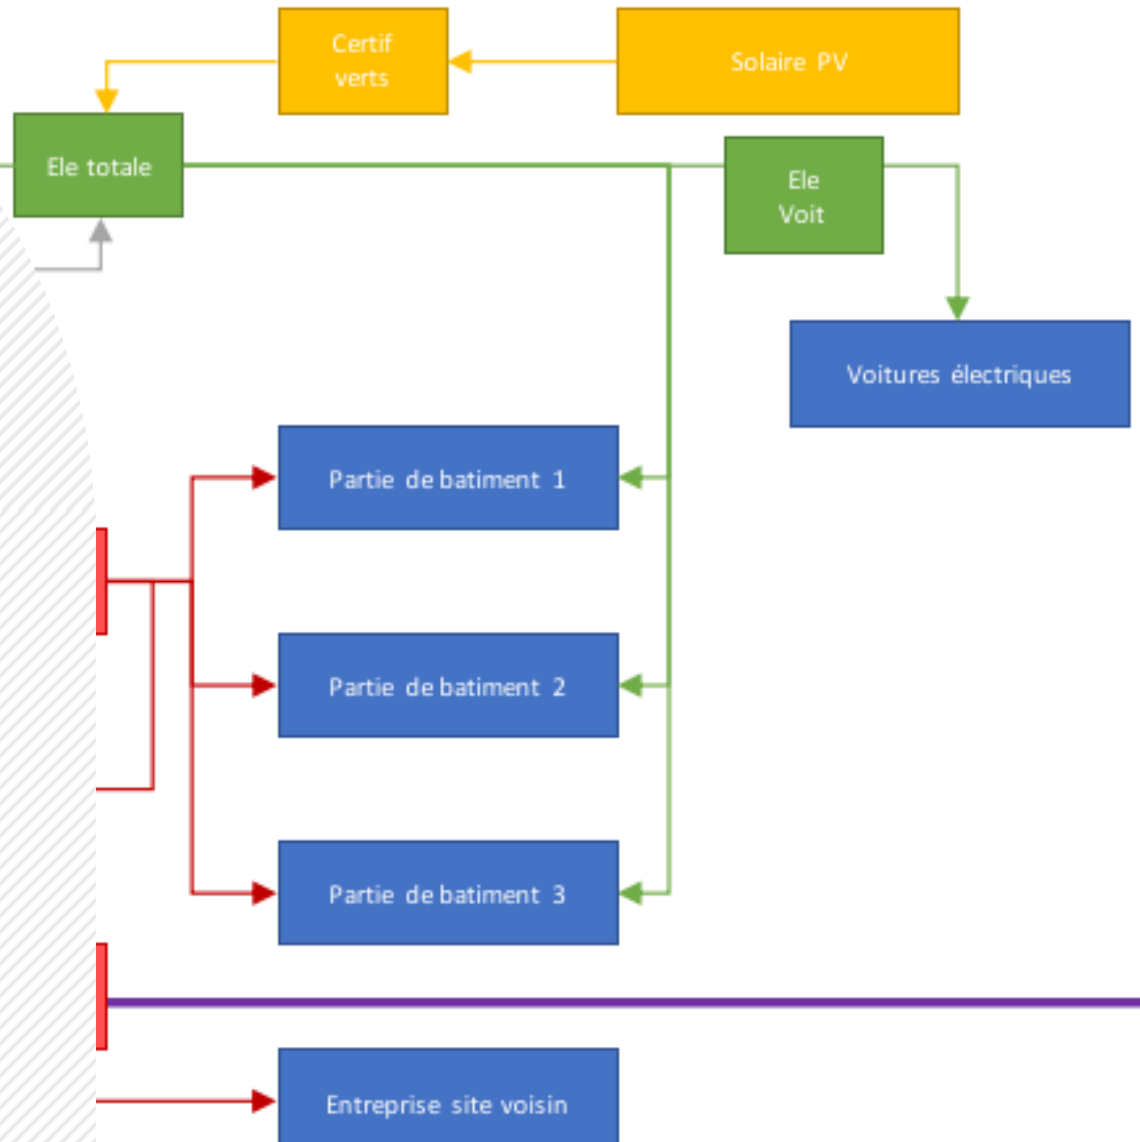 Certif
verts
Solaire PV
Ele totale
Ele
Voit
Voitures électriques
Partie de batiment 1
Partie de batiment 2
Partie de batiment 3
Entreprise site voisin